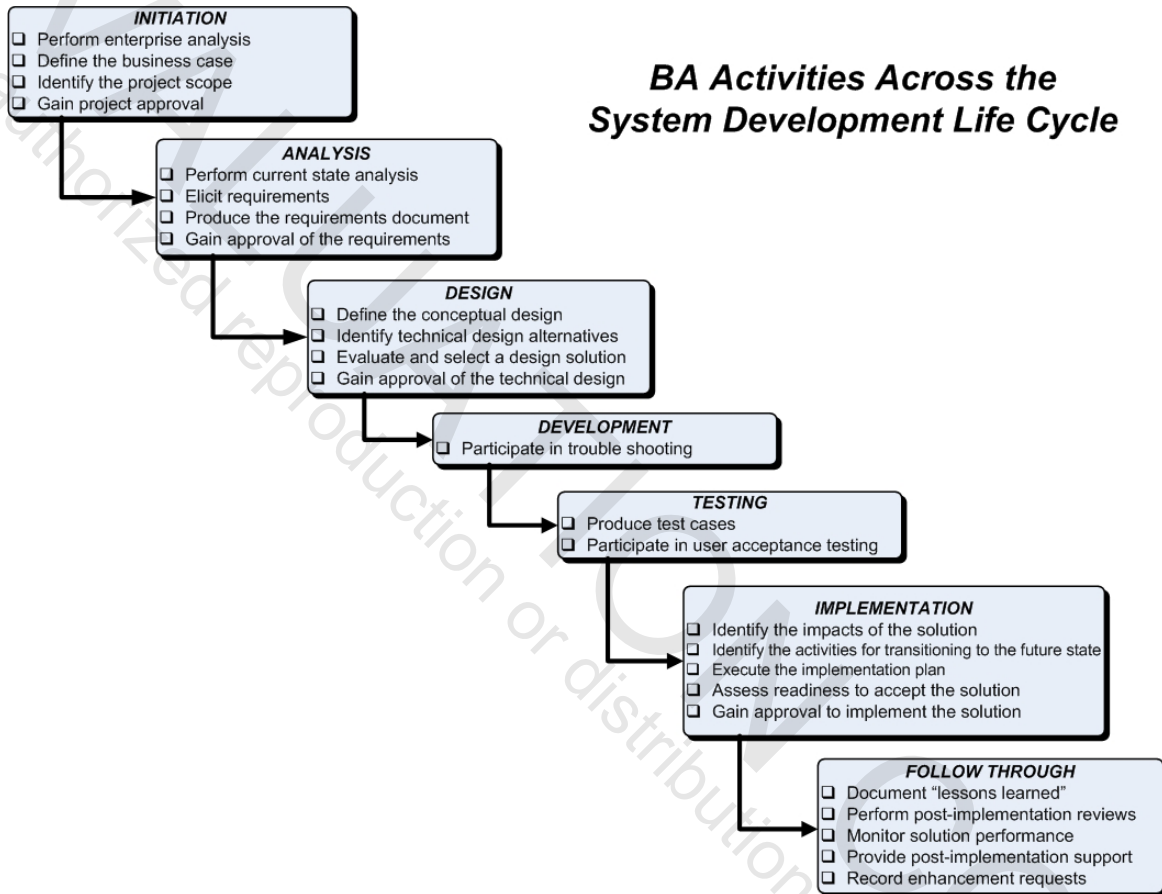 BA Activities Across the
System Development Life Cycle
INITIATION
❑ Perform enterprise analysis
❑ Define the business case
❑ Identify the project scope
❑ Gain project approval
ANALYSIS
❑ Perform current state analysis
❑ Elicit requirements
❑ Produce the requirements document
❑ Gain approval of the requirements
DESIGN
❑ Define the conceptual design
❑ Identify technical design alternatives
❑ Evaluate and select a design solution
❑ Gain approval of the technical design
DEVELOPMENT
❑ Participate in trouble shooting
TESTING
❑ Produce test cases
❑ Participate in user acceptance testing
IMPLEMENTATION
❑ Identify the impacts of the solution
❑ Identify the activities for transitioning to the future state
❑ Execute the implementation plan
❑ Assess readiness to accept the solution
❑ Gain approval to implement the solution
FOLLOW THROUGH
❑ Document “lessons learned”
❑ Perform post-implementation reviews
❑ Monitor solution performance
❑ Provide post-implementation support
❑ Record enhancement requests
VALUATION CO
authorized reproduction or distribution